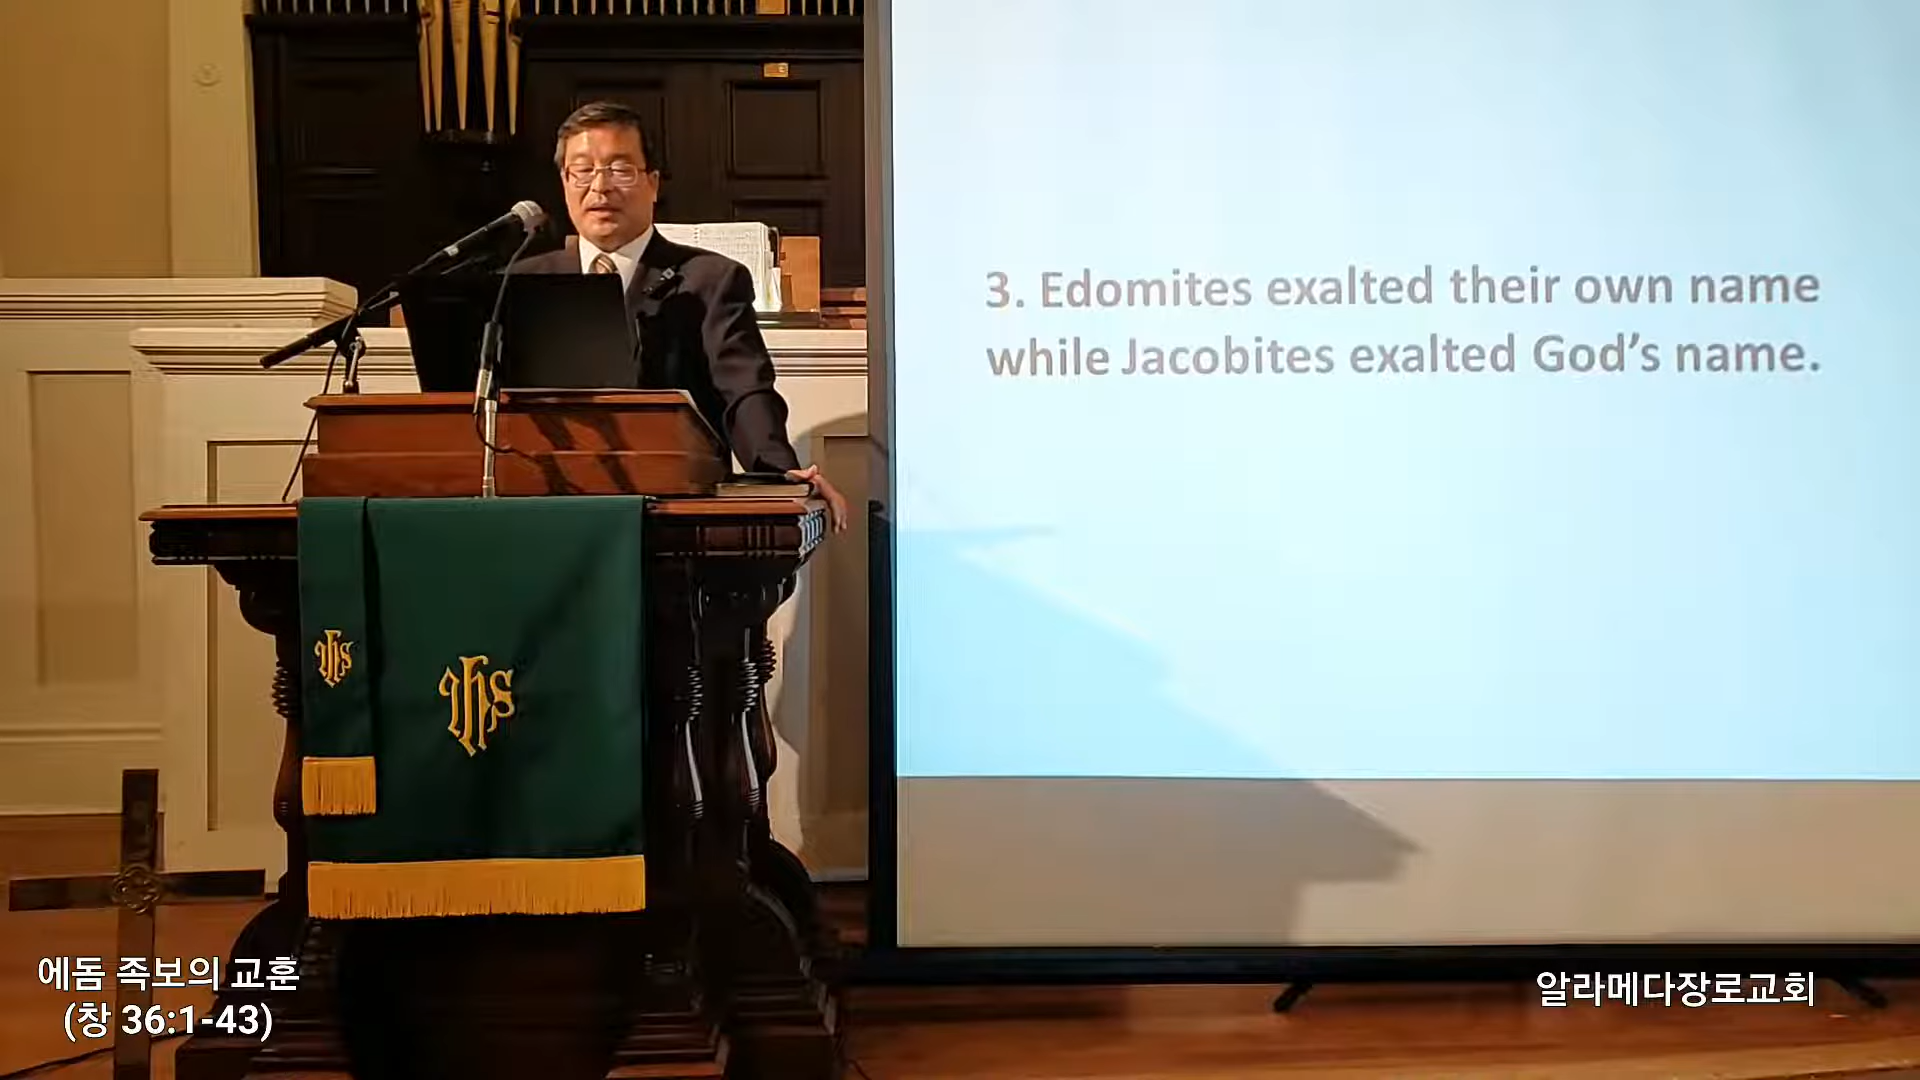 3. Edomites exalted their own name
while Jacobites exalted God's name.
IHS
IHS
에돔 족보의 교훈
(창 36:1-43)
알라메다장로교회